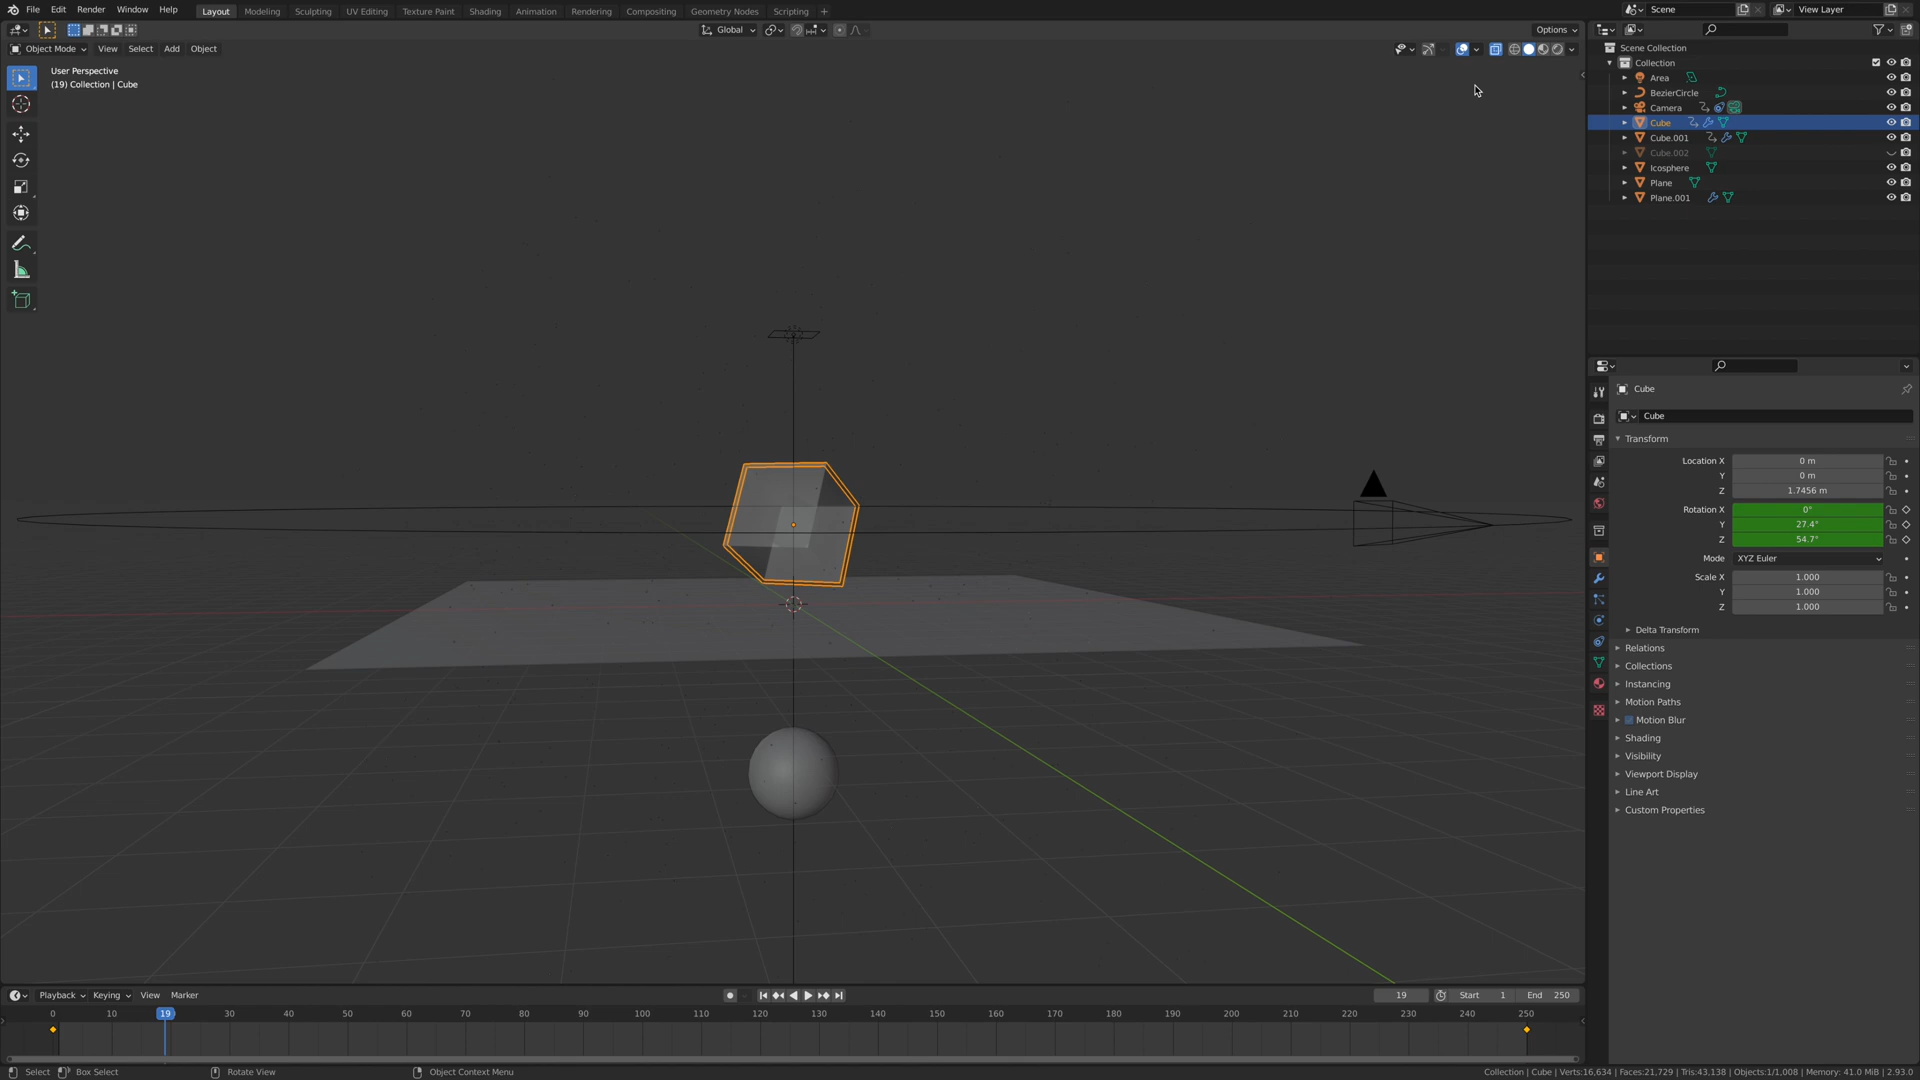 File Edit Render Window Help Layout Modeling Sculpting UV Editing Texture Paint Shading Animation Rendering Compositing Geometry Nodes Scripting + Scene View Layer
Global Options
Object Mode View Select Add Object
User Perspective
(19) Collection | Cube
Scene Collection
Collection
Area
BezierCircle
Camera
Cube
Cube.001
Cube.002
Icosphere
Plane
Plane.001
Cube
Cube
Transform
Location X 0 m
Y 0 m
Z 1.7456 m
Rotation X 0°
Y 27.4°
Z 54.7°
Mode XYZ Euler
Scale X 1.000
Y 1.000
Z 1.000
Delta Transform
Relations
Collections
Instancing
Motion Paths
Motion Blur
Shading
Visibility
Viewport Display
Line Art
Custom Properties
Playback Keying View Marker 19 Start 1 End 250
0 10 19 30 40 50 60 70 80 90 100 110 120 130 140 150 160 170 180 190 200 210 220 230 240 250
Select Box Select Rotate View Object Context Menu Collection | Cube | Verts:16,634 | Faces:21,729 | Tris:43,138 | Objects:1/1,008 | Memory: 41.0 MiB | 2.93.0